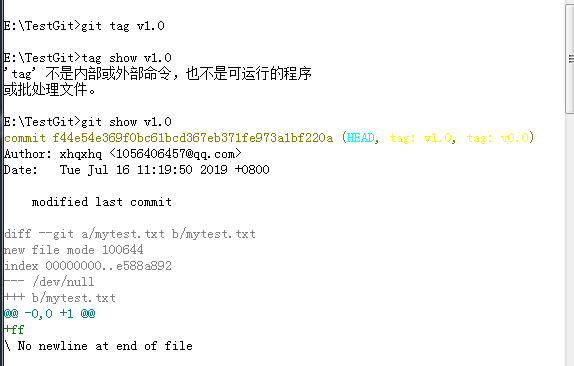 E:\TestGit>git tag v1.0
E:\TestGit>tag show v1.0
'tag' 不是内部或外部命令，也不是可运行的程序
或批处理文件。
E:\TestGit>git show v1.0
commit f44e54e369f0bc61bcd367eb371fe973a1bf220a (HEAD, tag: v1.0, tag: v0.0)
Author: xhqxhq <1056406457@qq.com>
Date:   Tue Jul 16 11:19:50 2019 +0800
    modified last commit
diff --git a/mytest.txt b/mytest.txt
new file mode 100644
index 00000000..e588a892
--- /dev/null
+++ b/mytest.txt
@@ -0,0 +1 @@
+ff
\ No newline at end of file